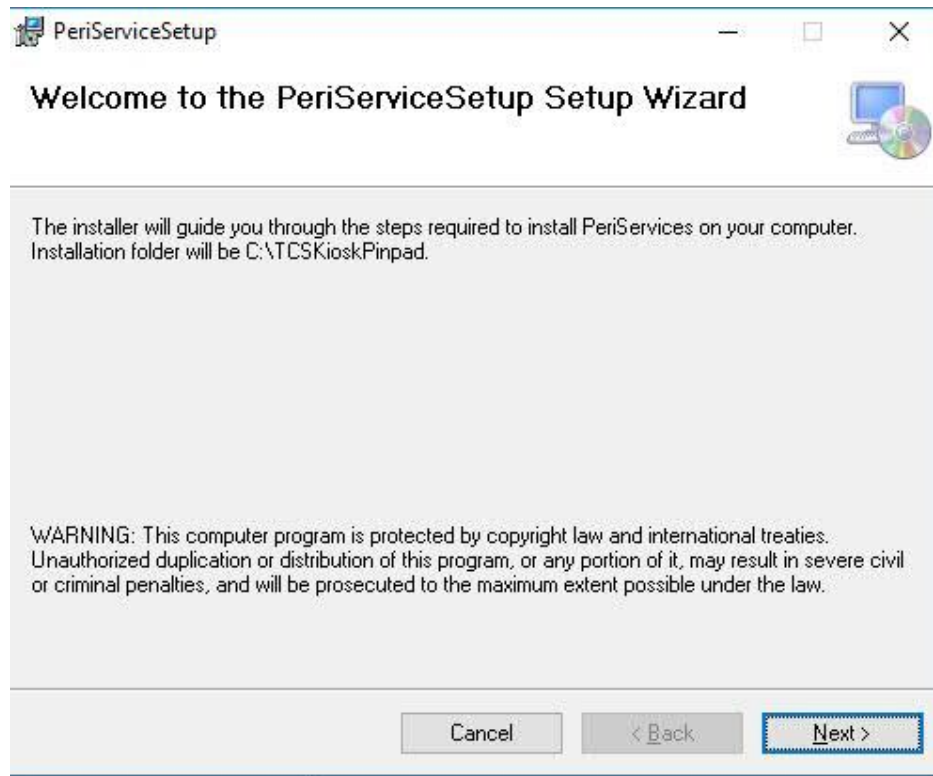 PeriServiceSetup
Welcome to the PeriServiceSetup Setup Wizard
The installer will guide you through the steps required to install PeriServices on your computer.
Installation folder will be C:\TCSKioskPinpad.
WARNING: This computer program is protected by copyright law and international treaties.
Unauthorized duplication or distribution of this program, or any portion of it, may result in severe civil
or criminal penalties, and will be prosecuted to the maximum extent possible under the law.
Cancel
< Back
Next >